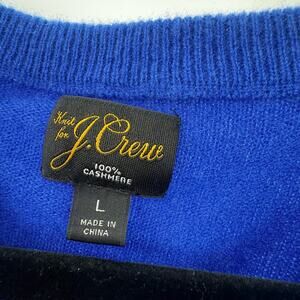 Knit
for
J.Crew
100%
CASHMERE
L
MADE IN
CHINA